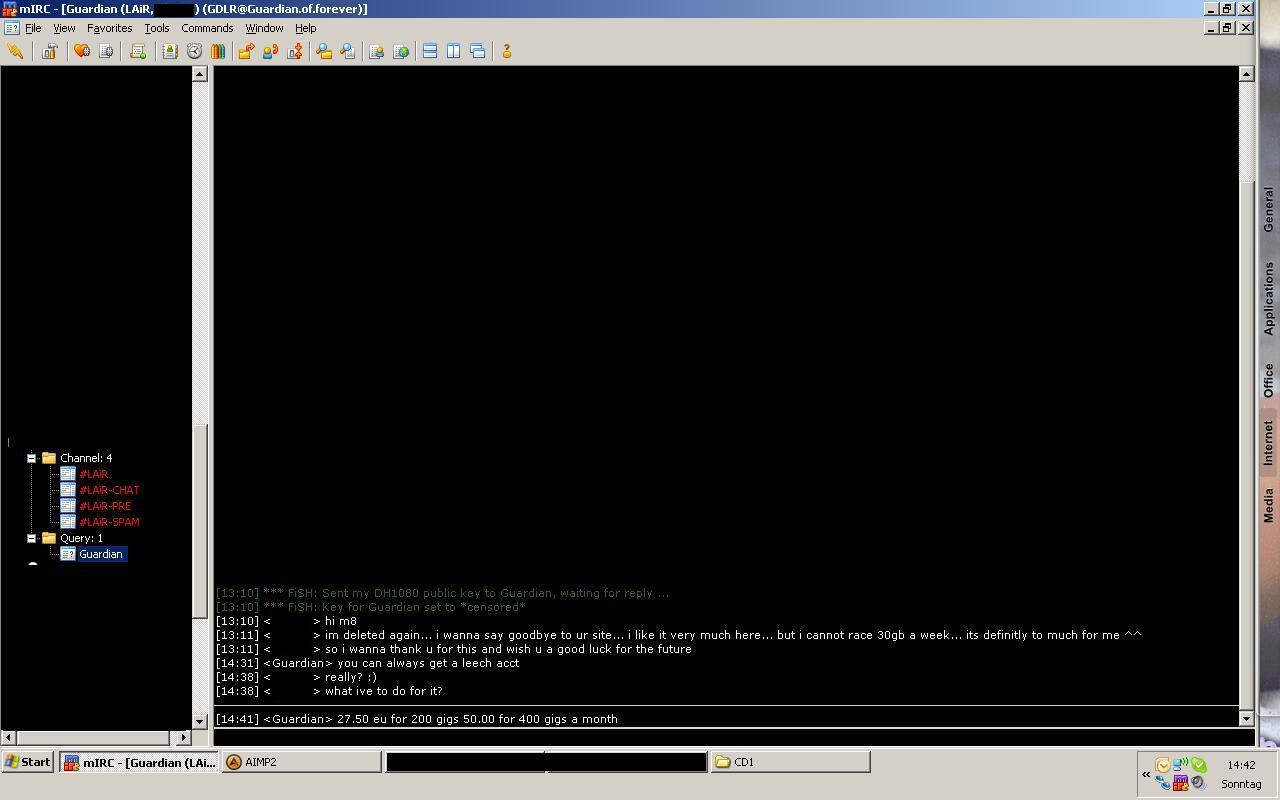 mIRC - [Guardian (LAiR, ) (GDLR@Guardian.of.forever)]
File View Favorites Tools Commands Window Help
General
Applications
Office
Internet
Media
Channel: 4
#LAiR
#LAiR-CHAT
#LAiR-PRE
#LAiR-SPAM
Query: 1
Guardian
[13:10] *** FiSH: Sent my DH1080 public key to Guardian, waiting for reply ...
[13:10] *** FiSH: Key for Guardian set to *censored*
[13:10] < > hi m8
[13:11] < > im deleted again... i wanna say goodbye to ur site... i like it very much here... but i cannot race 30gb a week... its definitly to much for me ^^
[13:11] < > so i wanna thank u for this and wish u a good luck for the future
[14:31] <Guardian> you can always get a leech acct
[14:38] < > really? :)
[14:38] < > what ive to do for it?
[14:41] <Guardian> 27.50 eu for 200 gigs 50.00 for 400 gigs a month
Start mIRC - [Guardian (LAi... AIMP2 CD1
« 14:42
Sonntag